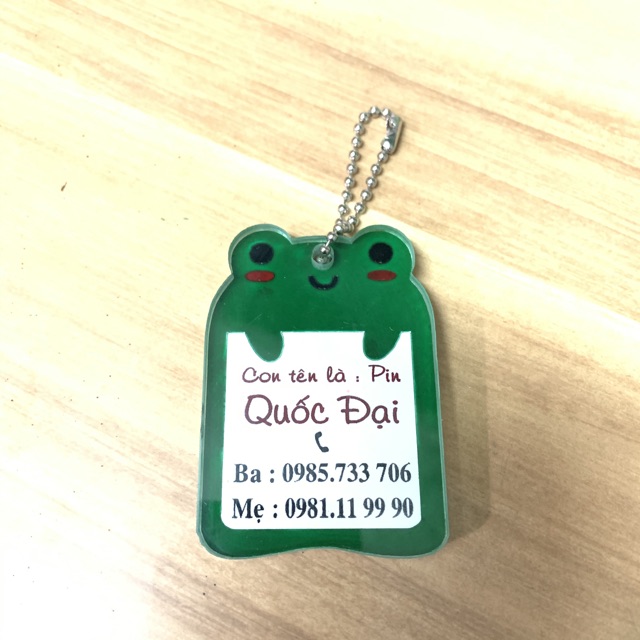 Con tên là : Pin
Quốc Đại
Ba : 0985.733 706
Mẹ : 0981.11 99 90